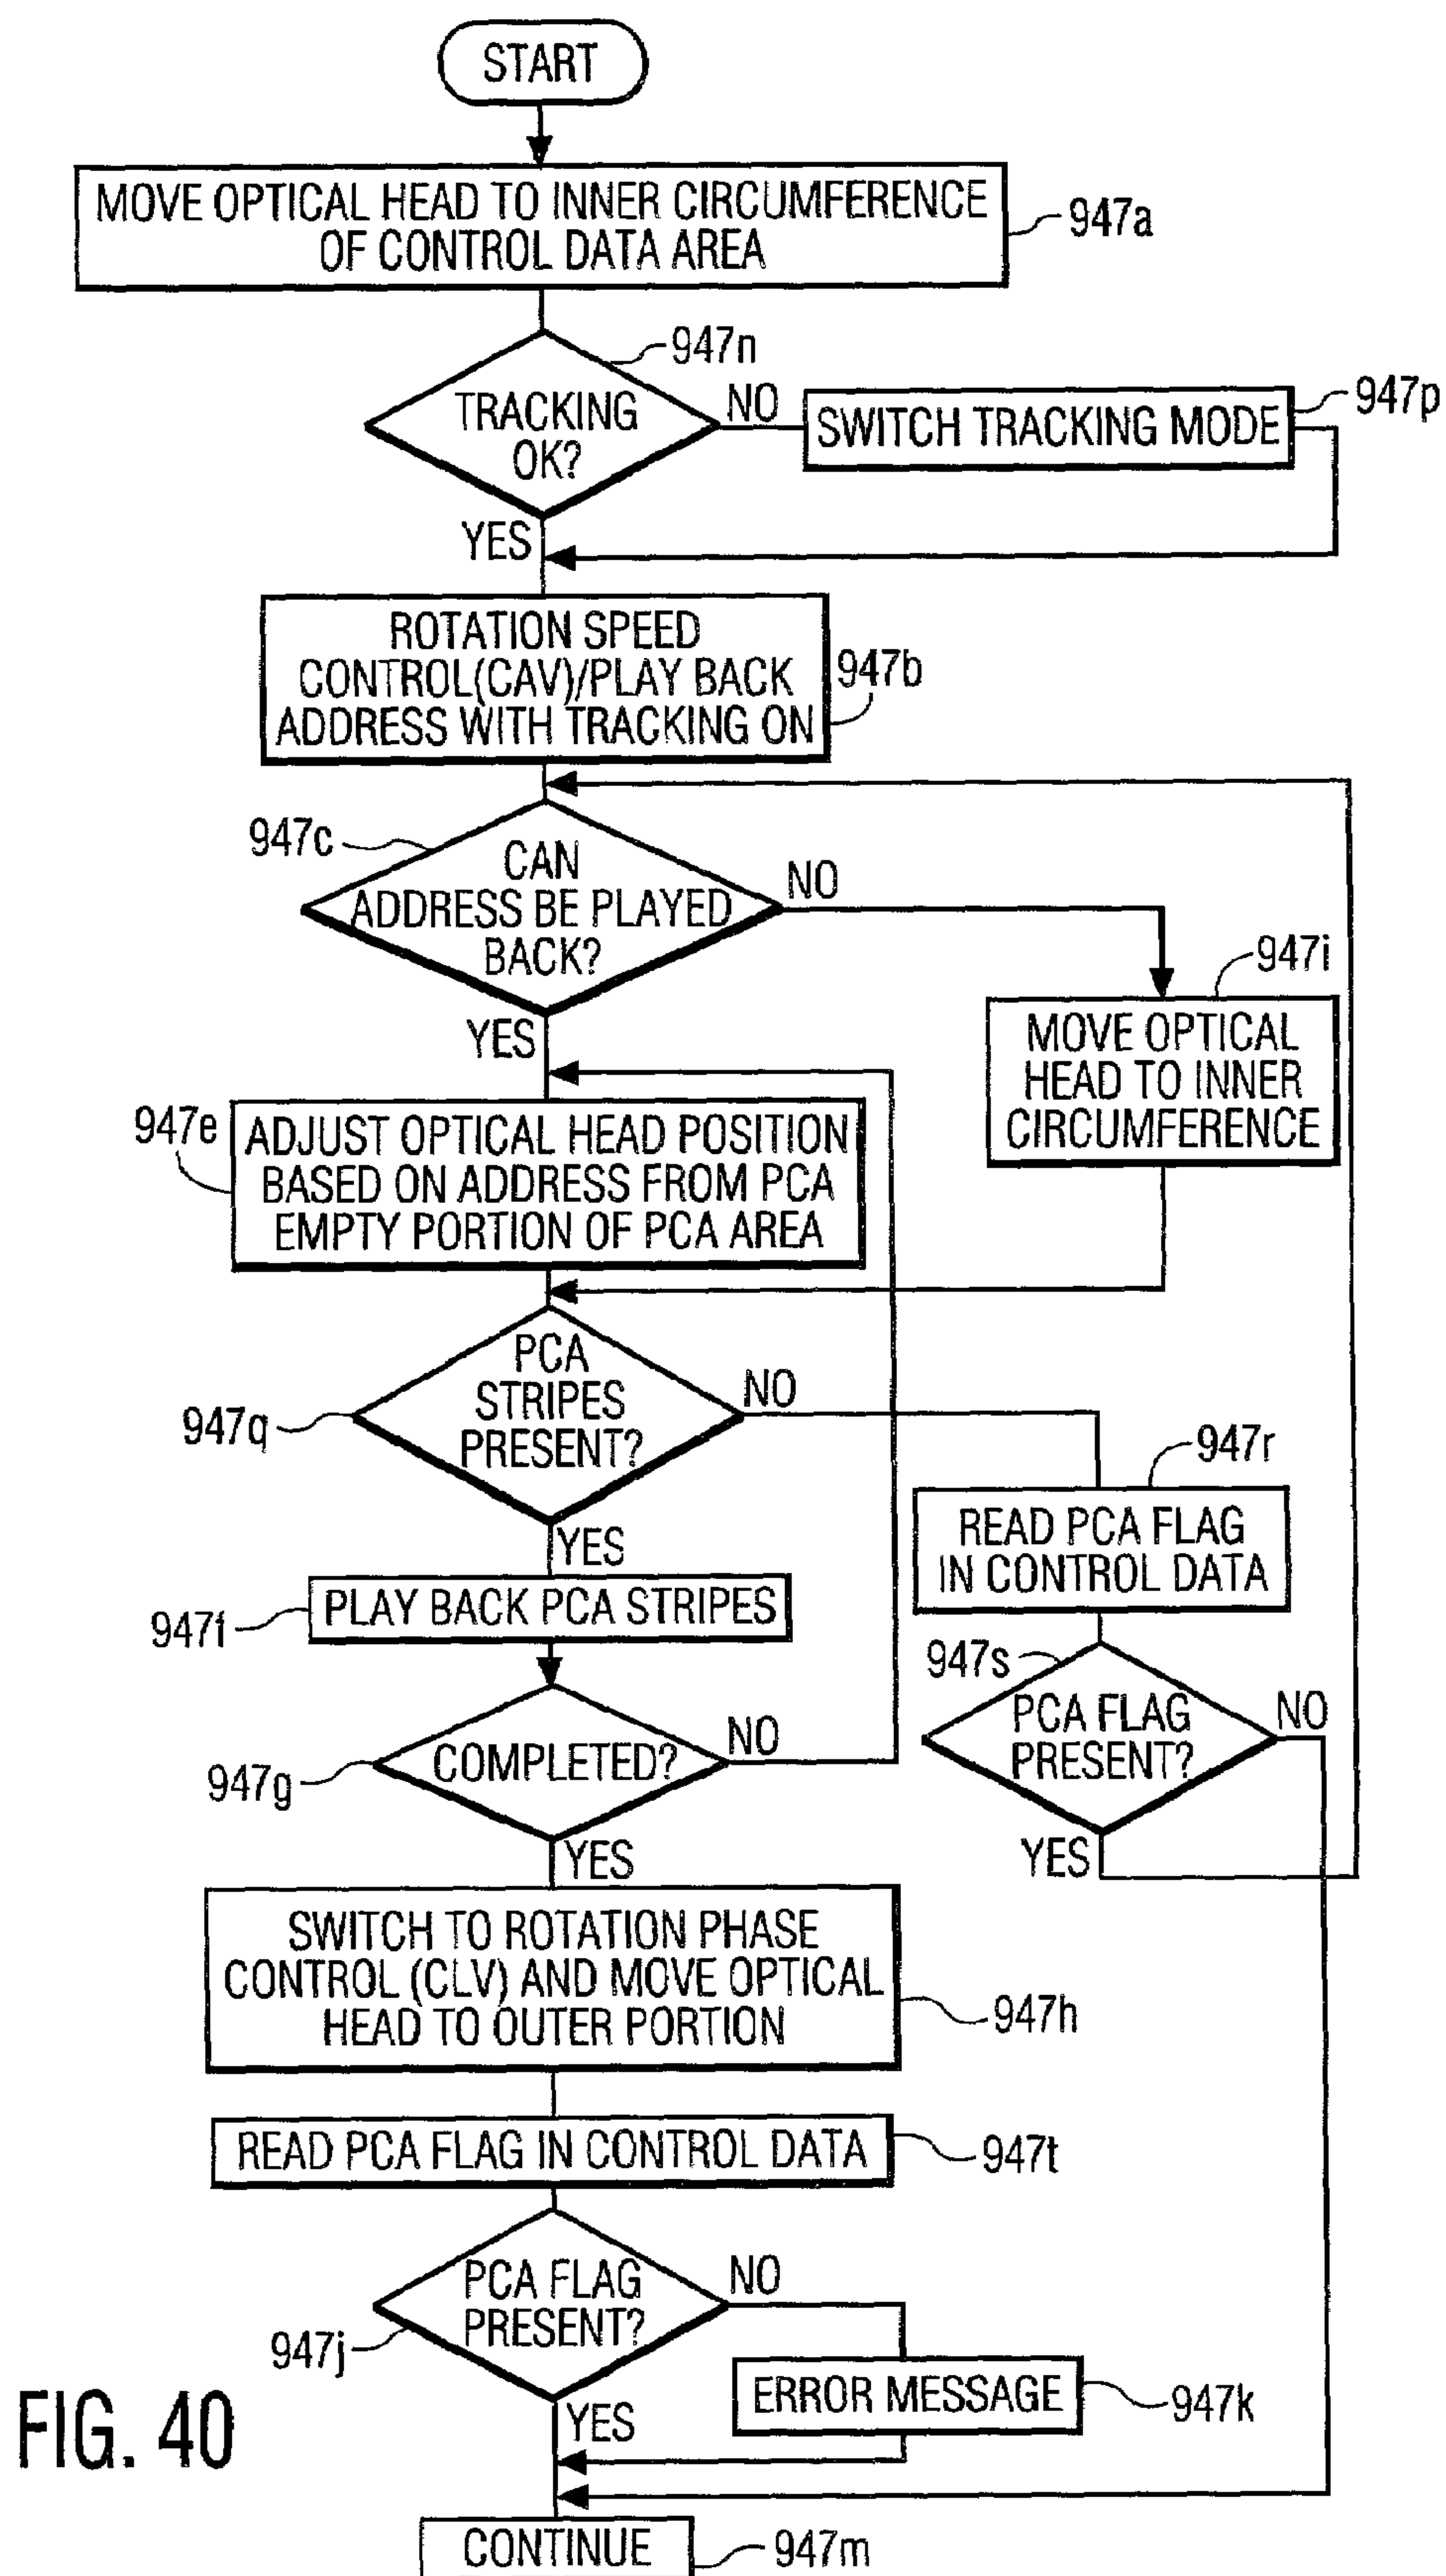 START
MOVE OPTICAL HEAD TO INNER CIRCUMFERENCE
OF CONTROL DATA AREA
947a
947n
TRACKING
OK?
NO
SWITCH TRACKING MODE
947p
YES
ROTATION SPEED
CONTROL(CAV)/PLAY BACK
ADDRESS WITH TRACKING ON
947b
947c
CAN
ADDRESS BE PLAYED
BACK?
NO
YES
947i
MOVE OPTICAL
HEAD TO INNER
CIRCUMFERENCE
947e
ADJUST OPTICAL HEAD POSITION
BASED ON ADDRESS FROM PCA
EMPTY PORTION OF PCA AREA
PCA
STRIPES
PRESENT?
NO
947q
YES
947r
READ PCA FLAG
IN CONTROL DATA
PLAY BACK PCA STRIPES
947f
947s
PCA FLAG
PRESENT?
NO
YES
COMPLETED?
NO
947g
YES
SWITCH TO ROTATION PHASE
CONTROL (CLV) AND MOVE OPTICAL
HEAD TO OUTER PORTION
947h
READ PCA FLAG IN CONTROL DATA
947t
PCA FLAG
PRESENT?
NO
947j
YES
ERROR MESSAGE
947k
FIG. 40
CONTINUE
947m